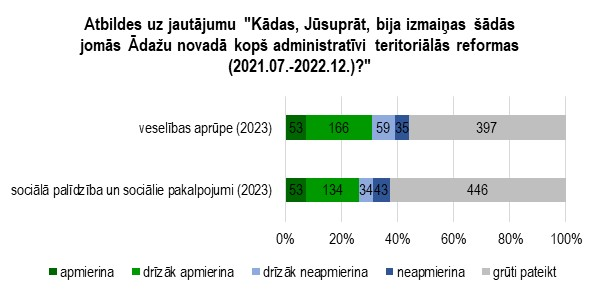 Atbildes uz jautājumu "Kādas, Jūsuprāt, bija izmaiņas šādās
jomās Ādažu novadā kopš administratīvi teritoriālās reformas
(2021.07.-2022.12.)?"
veselības aprūpe (2023)
53 166 59 35 397
sociālā palīdzība un sociālie pakalpojumi (2023)
53 134 34 43 446
0% 20% 40% 60% 80% 100%
apmierina drīzāk apmierina drīzāk neapmierina neapmierina grūti pateikt